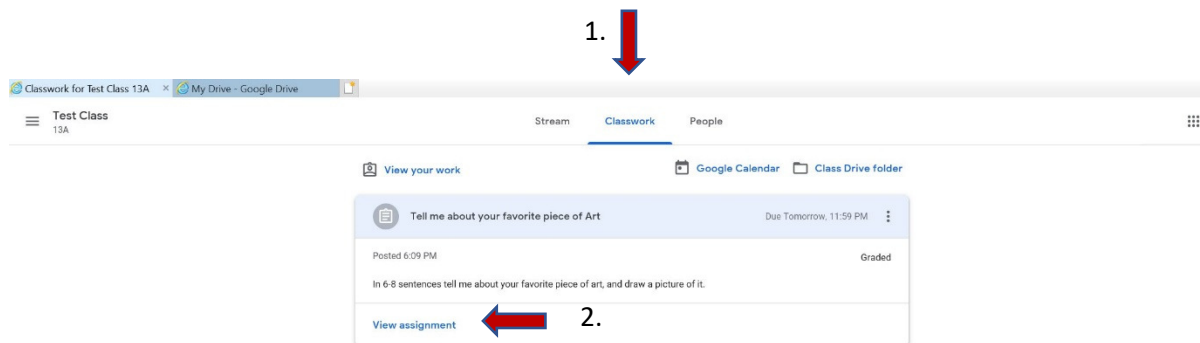 1.
Classwork for Test Class 13A × My Drive - Google Drive
Test Class
13A
Stream Classwork People
View your work Google Calendar Class Drive folder
Tell me about your favorite piece of Art Due Tomorrow, 11:59 PM
Posted 6:09 PM Graded
In 6-8 sentences tell me about your favorite piece of art, and draw a picture of it.
View assignment 2.